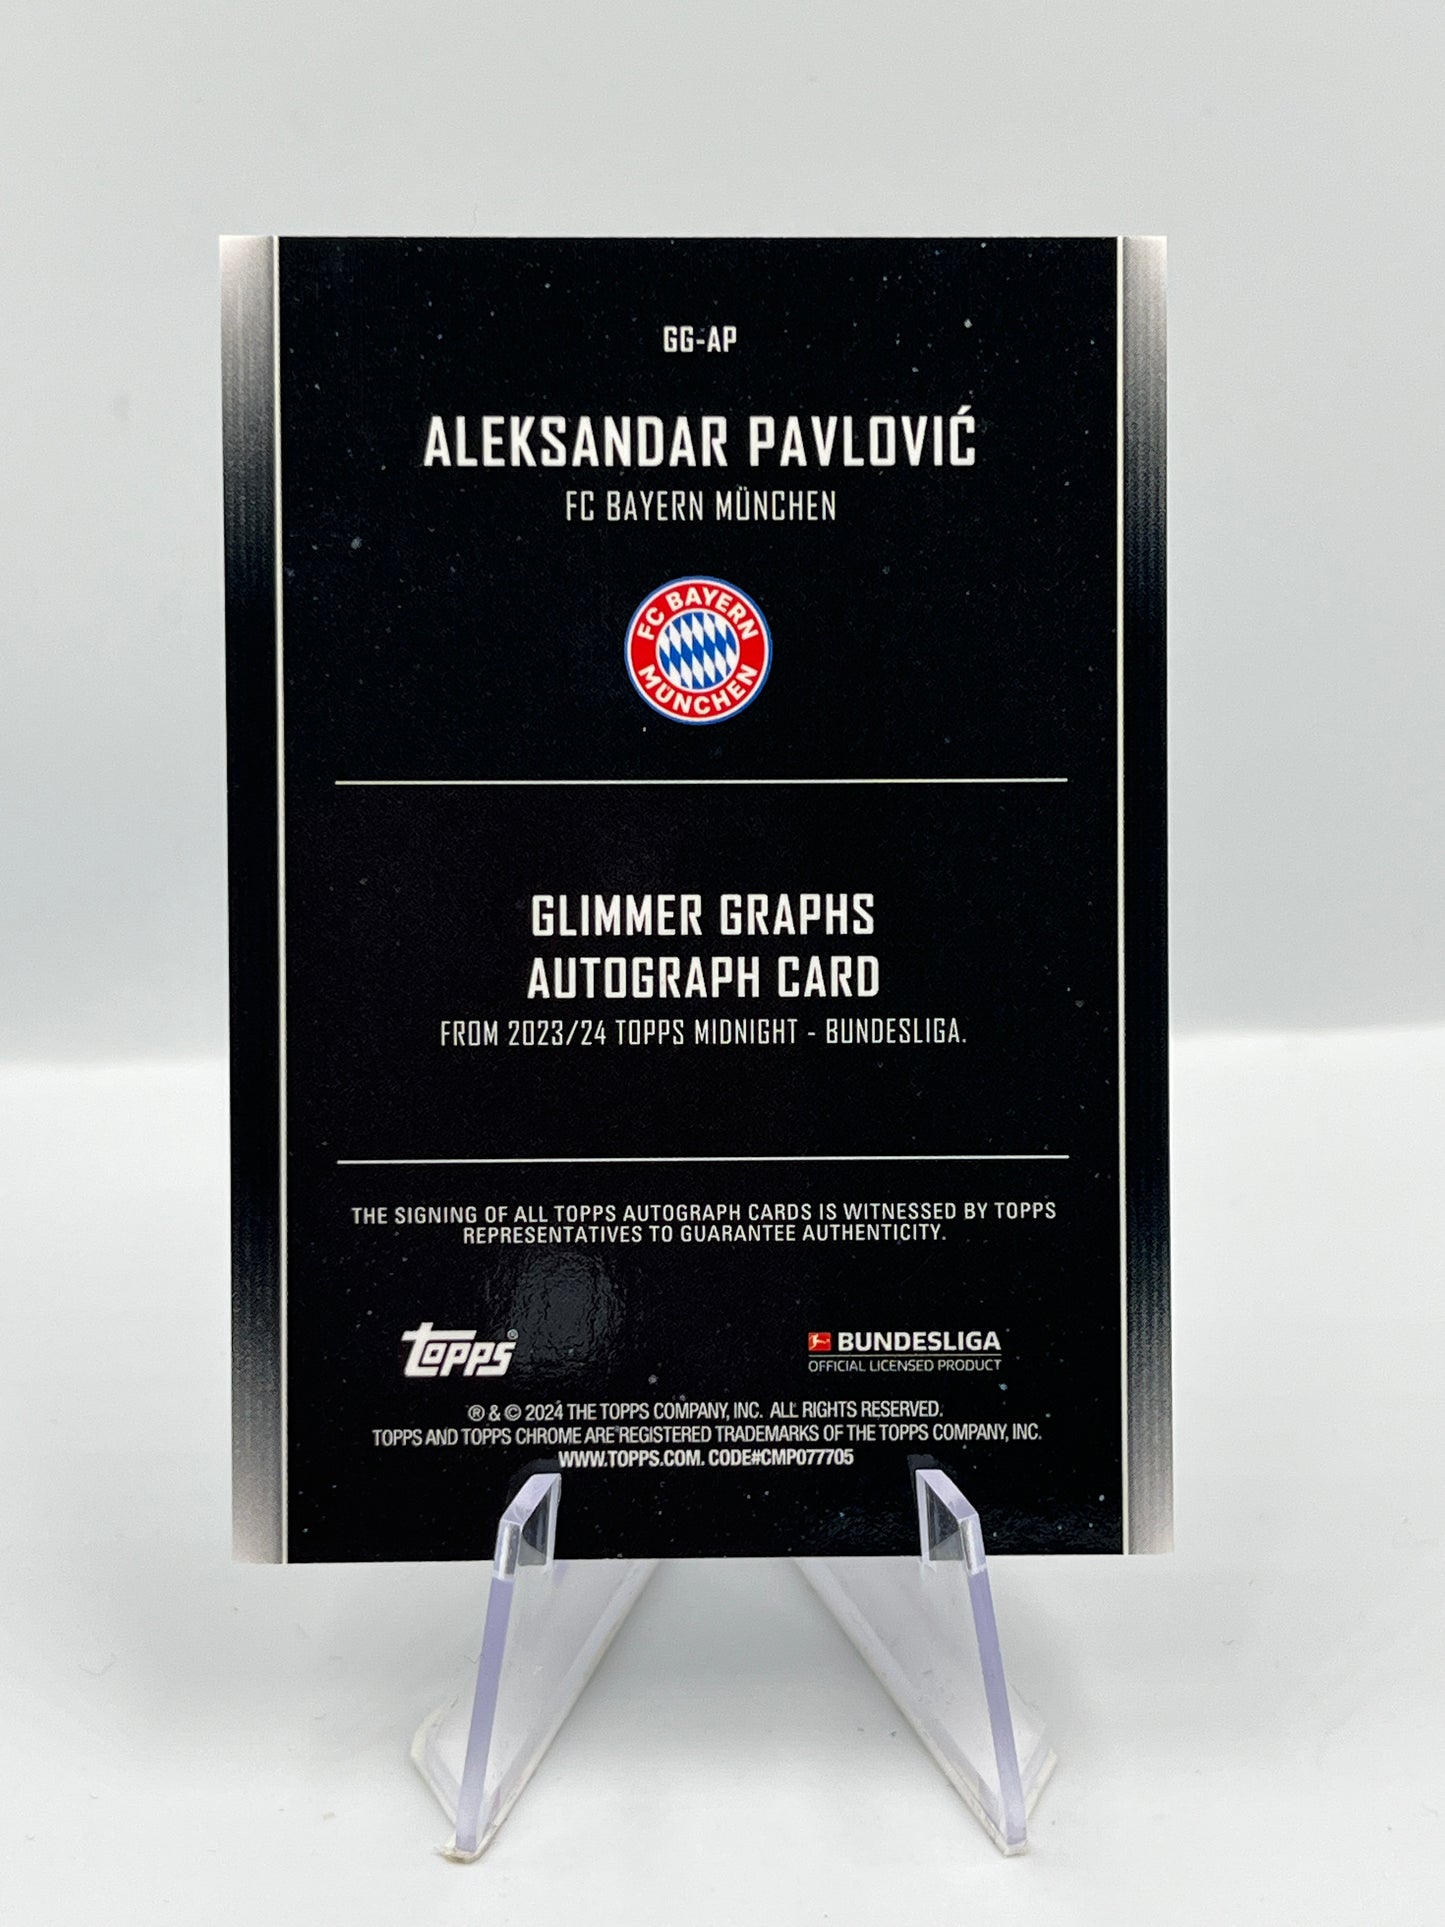 GG-AP
ALEKSANDAR PAVLOVIĆ
FC BAYERN MÜNCHEN
FC BAYERN
MÜNCHEN
GLIMMER GRAPHS
AUTOGRAPH CARD
FROM 2023/24 TOPPS MIDNIGHT - BUNDESLIGA.
THE SIGNING OF ALL TOPPS AUTOGRAPH CARDS IS WITNESSED BY TOPPS
REPRESENTATIVES TO GUARANTEE AUTHENTICITY.
topps®
BUNDESLIGA
OFFICIAL LICENSED PRODUCT
® & © 2024 THE TOPPS COMPANY, INC. ALL RIGHTS RESERVED.
TOPPS AND TOPPS CHROME ARE REGISTERED TRADEMARKS OF THE TOPPS COMPANY, INC.
WWW.TOPPS.COM. CODE#CMP077705